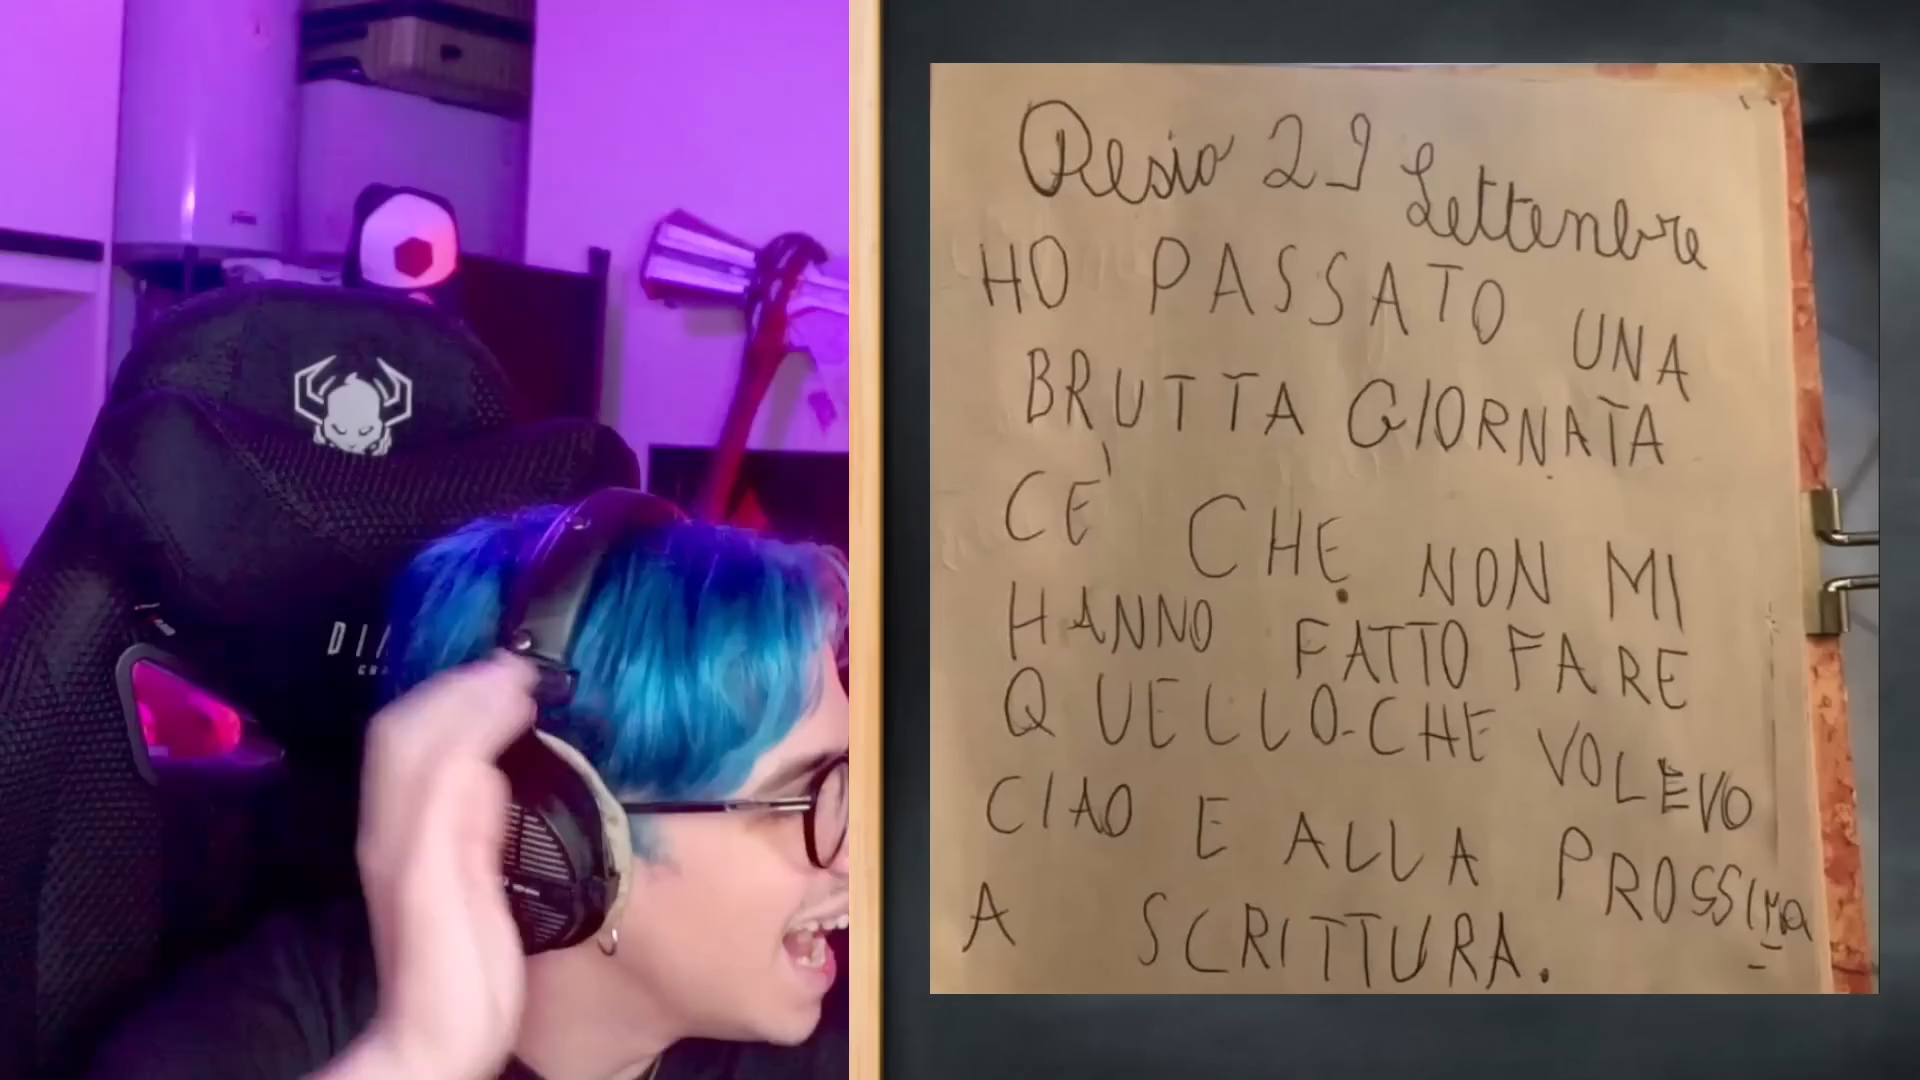 Desio 29 Settembre
HO PASSATO UNA
BRUTTA GIORNATA
CE' CHE NON MI
HANNO FATTO FARE
QUELLO-CHE VOLEVO
CIAO E ALLA PROSSIMA
A SCRITTURA.